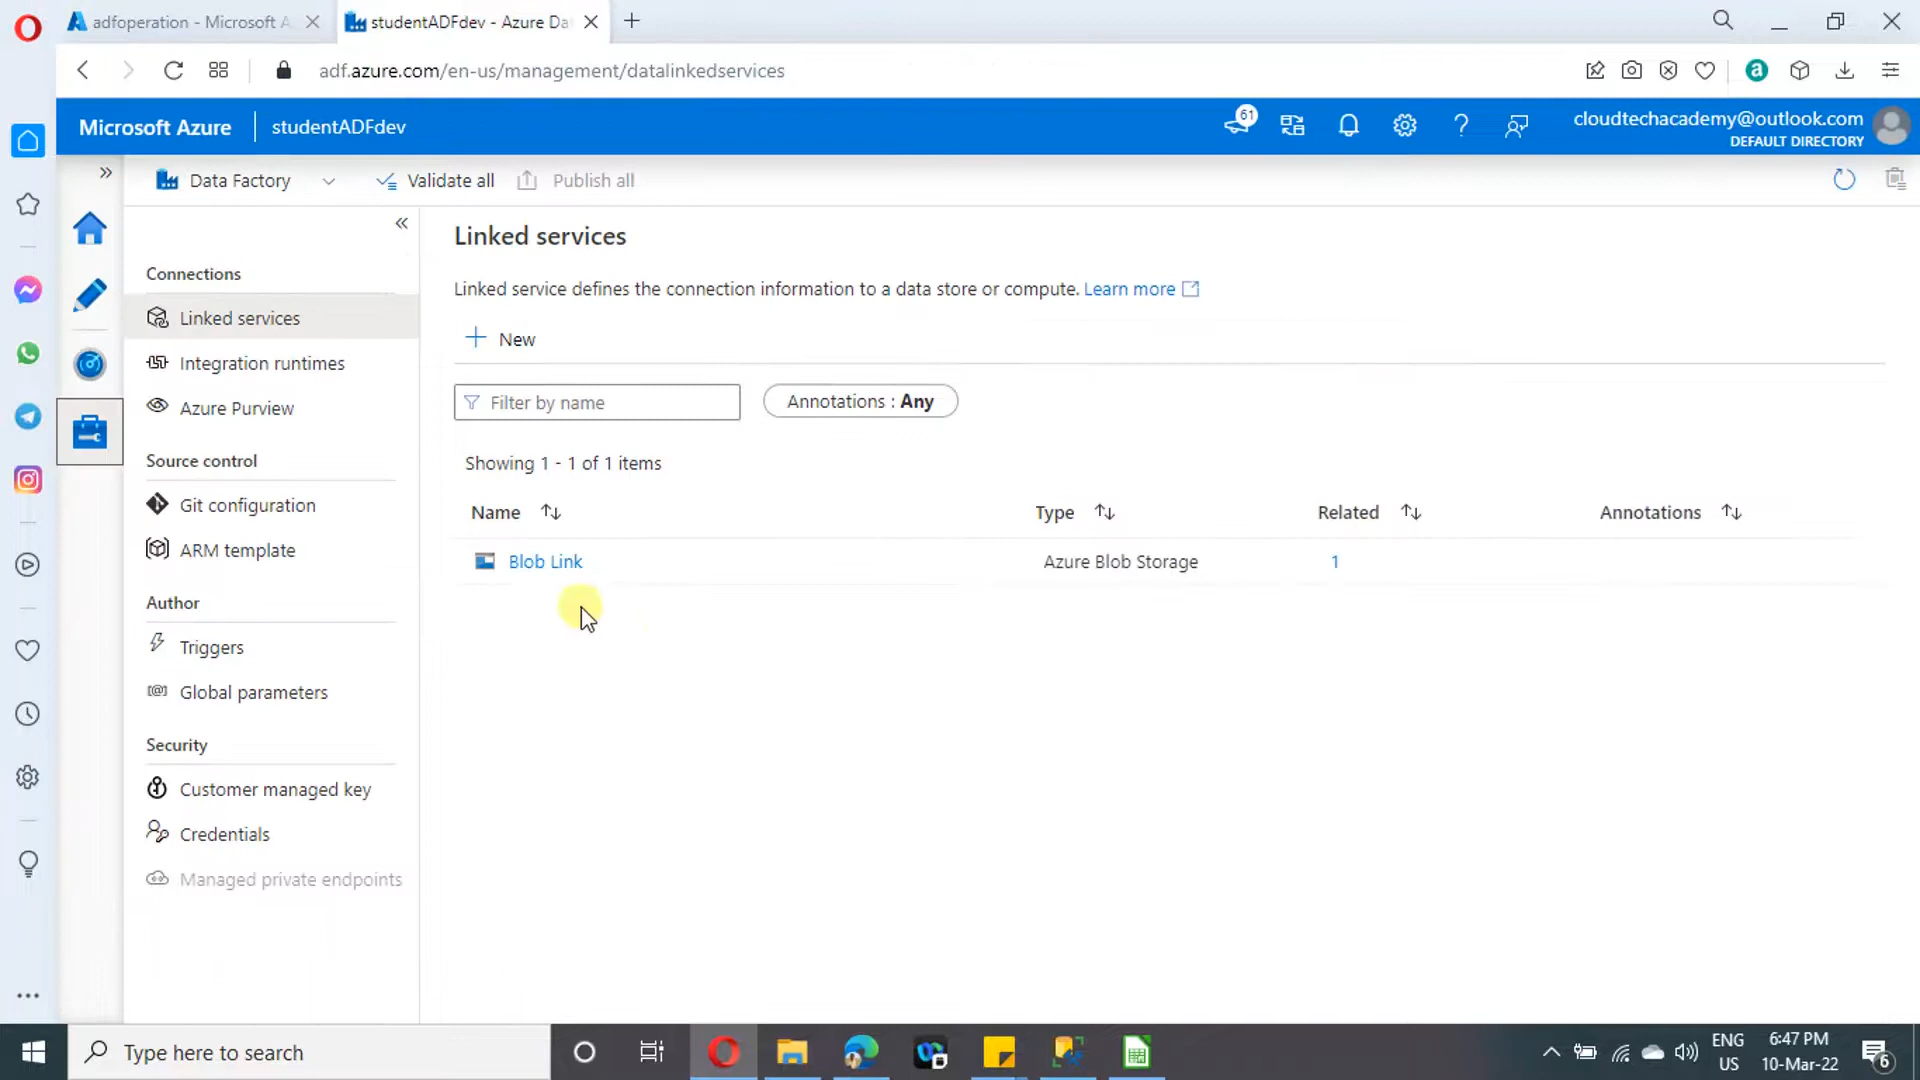 adfoperation - Microsoft A
studentADFdev - Azure Da
adf.azure.com/en-us/management/datalinkedservices
a
Microsoft Azure
studentADFdev
61
cloudtechacademy@outlook.com
DEFAULT DIRECTORY
Data Factory
Validate all
Publish all
Connections
Linked services
Integration runtimes
Azure Purview
Source control
Git configuration
ARM template
Author
Triggers
Global parameters
Security
Customer managed key
Credentials
Managed private endpoints
Linked services
Linked service defines the connection information to a data store or compute. Learn more
New
Filter by name
Annotations : Any
Showing 1 - 1 of 1 items
Name Type Related Annotations
Blob Link Azure Blob Storage 1
Type here to search
ENG
US
6:47 PM
10-Mar-22
6